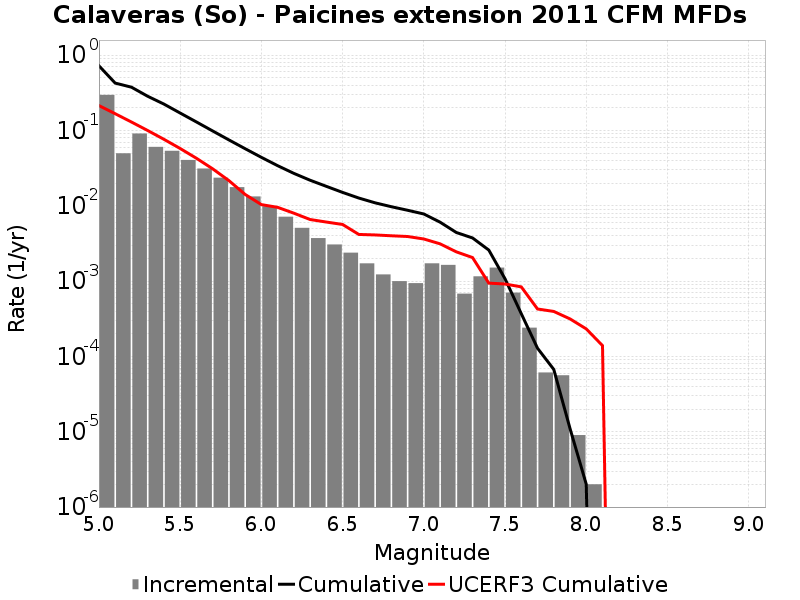 Calaveras (So) - Paicines extension 2011 CFM MFDs
10^0
10^-1
10^-2
10^-3
10^-4
10^-5
10^-6
Rate (1/yr)
5.0 5.5 6.0 6.5 7.0 7.5 8.0 8.5 9.0
Magnitude
Incremental Cumulative UCERF3 Cumulative